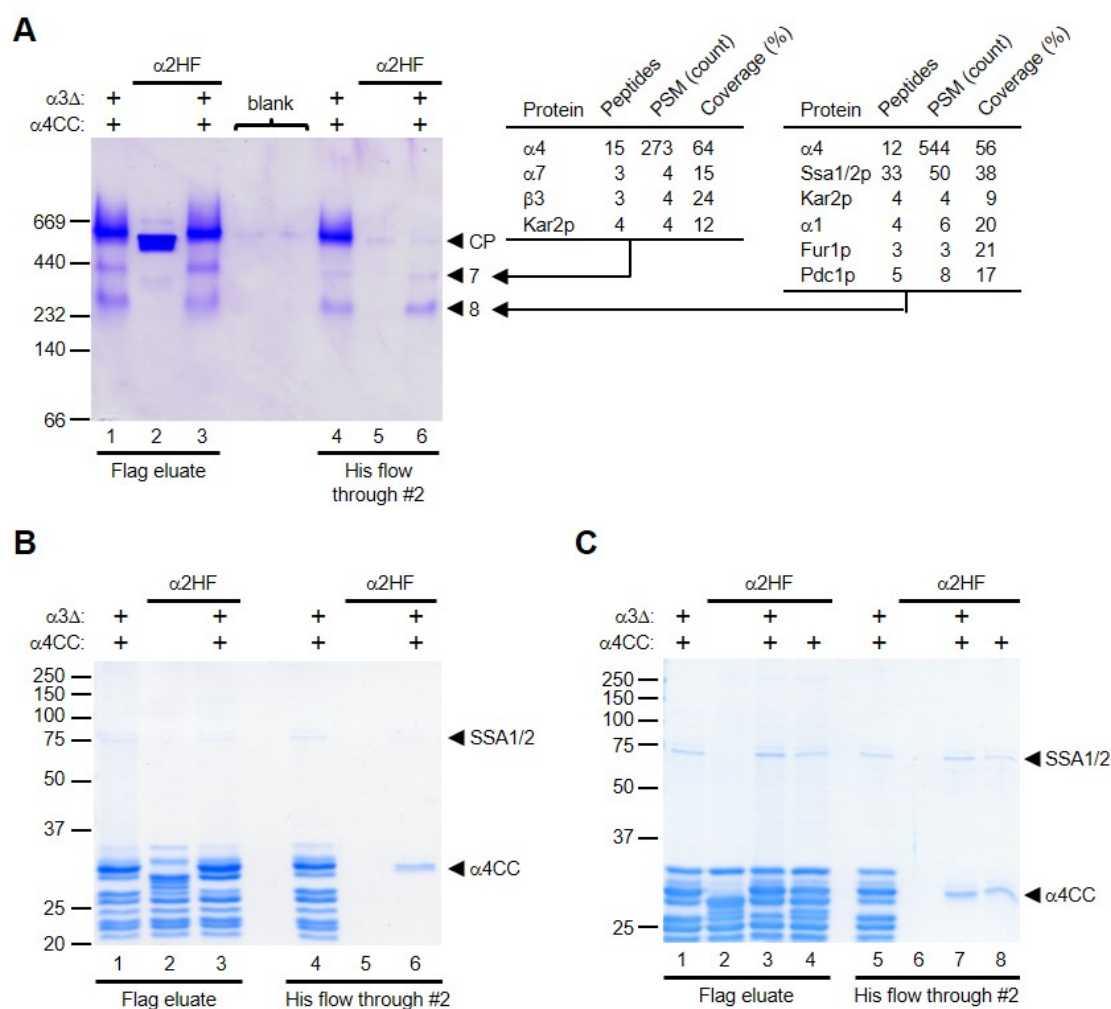 A
α2HF
α2HF
α3Δ: + + + +
α4CC: + + blank + +
669
440
232
140
66
CP
7
8
1 2 3 4 5 6
Flag eluate
His flow
through #2
Protein Peptides PSM (count) Coverage (%)
α4 15 273 64
α7 3 4 15
β3 3 4 24
Kar2p 4 4 12
Protein Peptides PSM (count) Coverage (%)
α4 12 544 56
Ssa1/2p 33 50 38
Kar2p 4 4 9
α1 4 6 20
Fur1p 3 3 21
Pdc1p 5 8 17
B
α2HF
α2HF
α3Δ: + + + +
α4CC: + + + +
250
150
100
75
50
37
25
20
SSA1/2
α4CC
1 2 3 4 5 6
Flag eluate
His flow through #2
C
α2HF
α2HF
α3Δ: + + + +
α4CC: + + + + + +
250
150
100
75
50
37
25
SSA1/2
α4CC
1 2 3 4 5 6 7 8
Flag eluate
His flow through #2